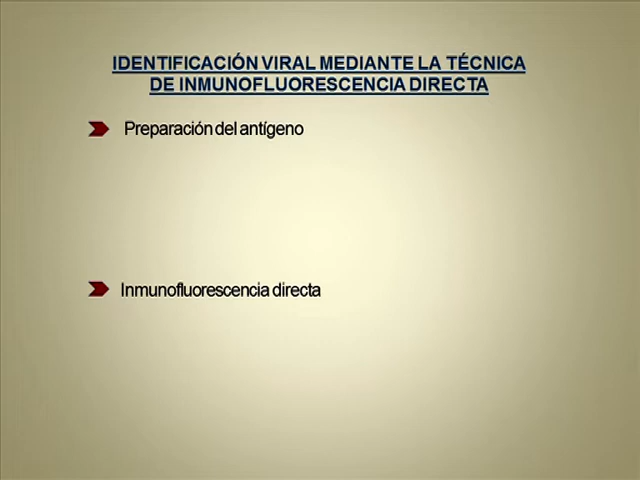 IDENTIFICACIÓN VIRAL MEDIANTE LA TÉCNICA
DE INMUNOFLUORESCENCIA DIRECTA
Preparación del antígeno
Inmunofluorescencia directa